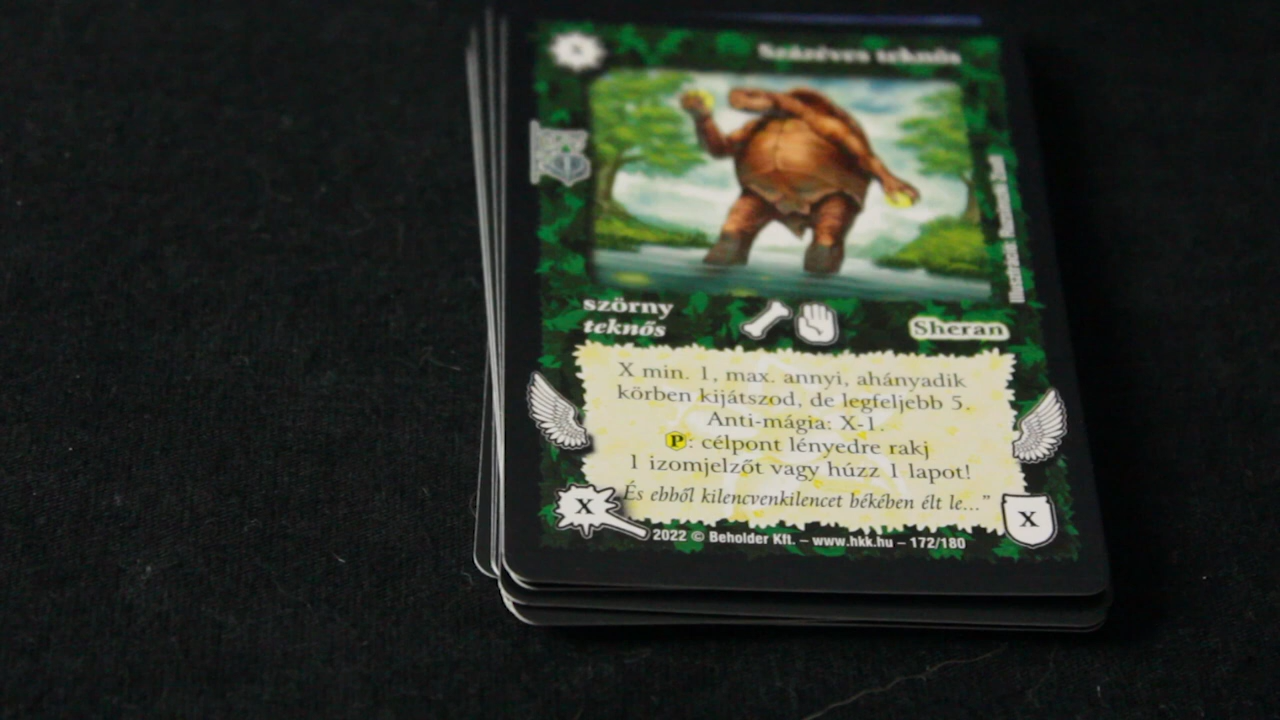 X
Százéves teknős
szörny
teknős
Sheran
X min. 1, max. annyi, ahányadik
körben kijátszod, de legfeljebb 5.
Anti-mágia: X-1.
P: célpont lényedre rakj
1 izomjelzőt vagy húzz 1 lapot!
És ebből kilencvenkilencet békében élt le..."
X
X
2022 © Beholder Kft. – www.hkk.hu – 172/180